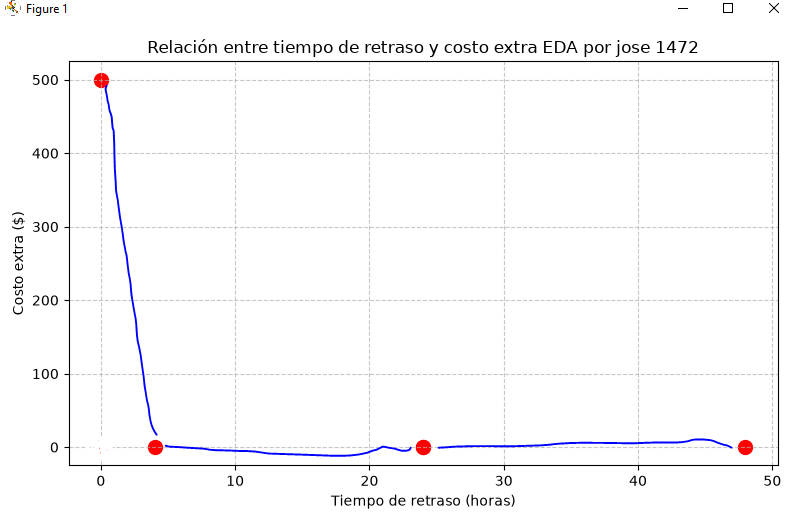 Figure 1
Relación entre tiempo de retraso y costo extra EDA por jose 1472
Costo extra ($)
500
400
300
200
100
0
0 10 20 30 40 50
Tiempo de retraso (horas)